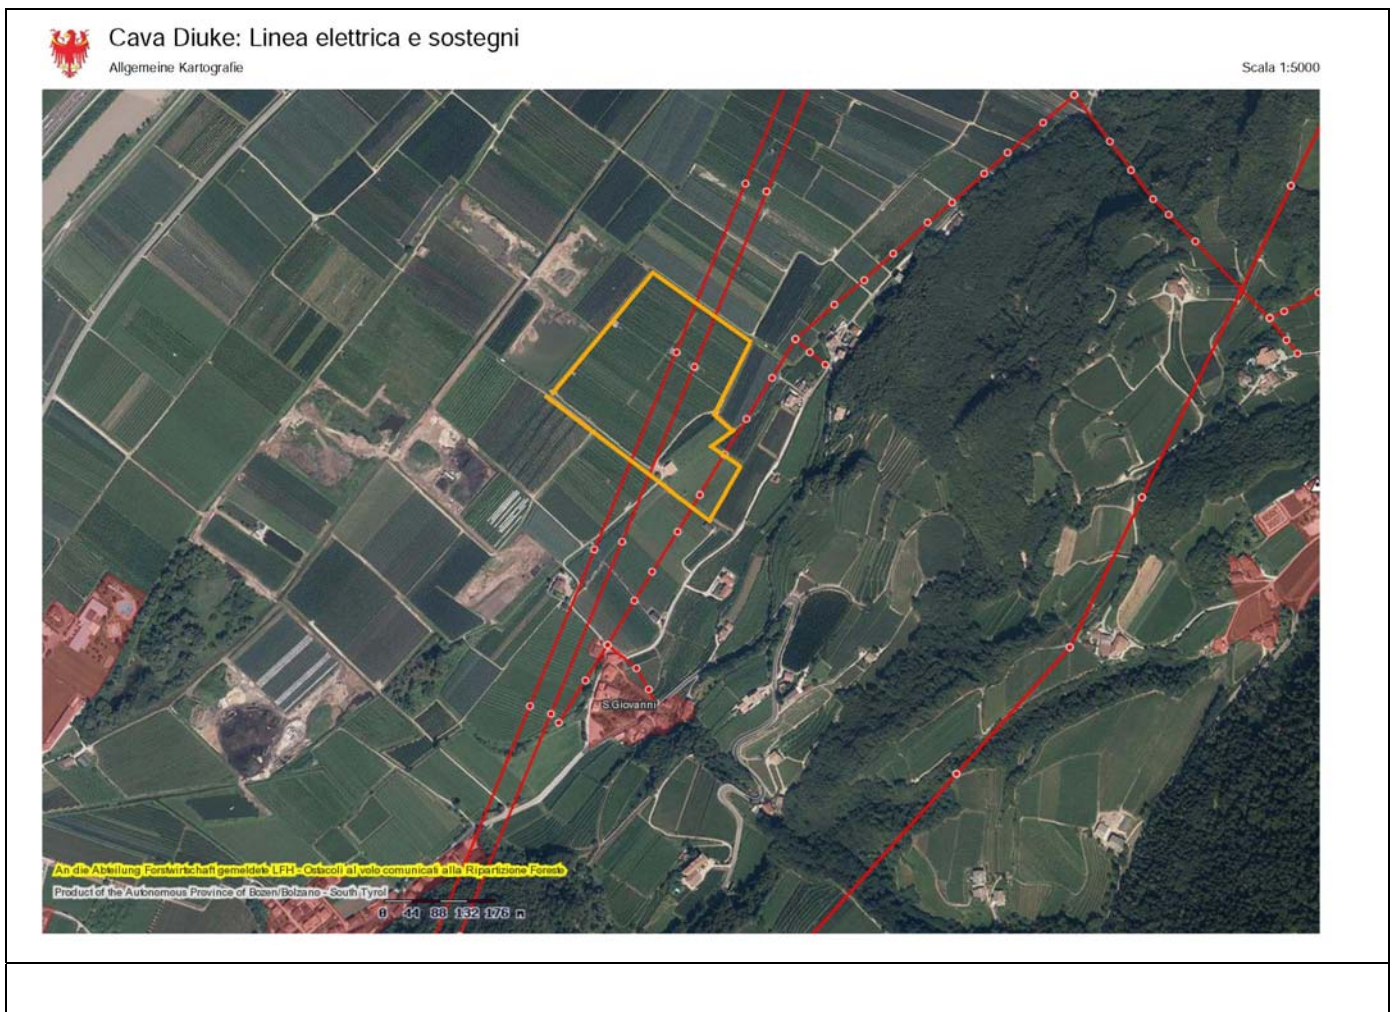 Cava Diuke: Linea elettrica e sostegni
Allgemeine Kartografie
Scala 1:5000
S.Giovanni
An die Abteilung Forstwirtschaft gemeldete LFH - Ostacoli al volo comunicati alla Ripartizione Foreste
Product of the Autonomous Province of Bozen/Bolzano - South Tyrol
0 44 88 132 176 m